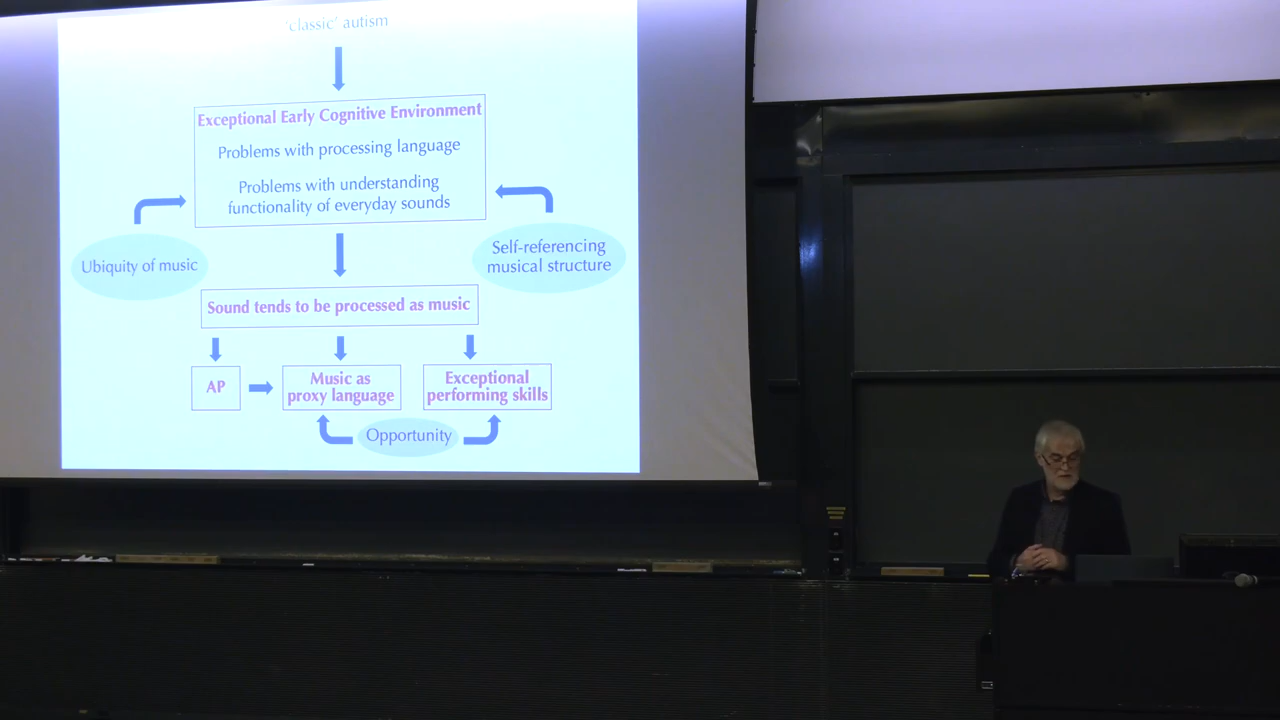 'classic' autism
Exceptional Early Cognitive Environment
Problems with processing language
Problems with understanding
functionality of everyday sounds
Ubiquity of music
Self-referencing
musical structure
Sound tends to be processed as music
AP
Music as
proxy language
Exceptional
performing skills
Opportunity